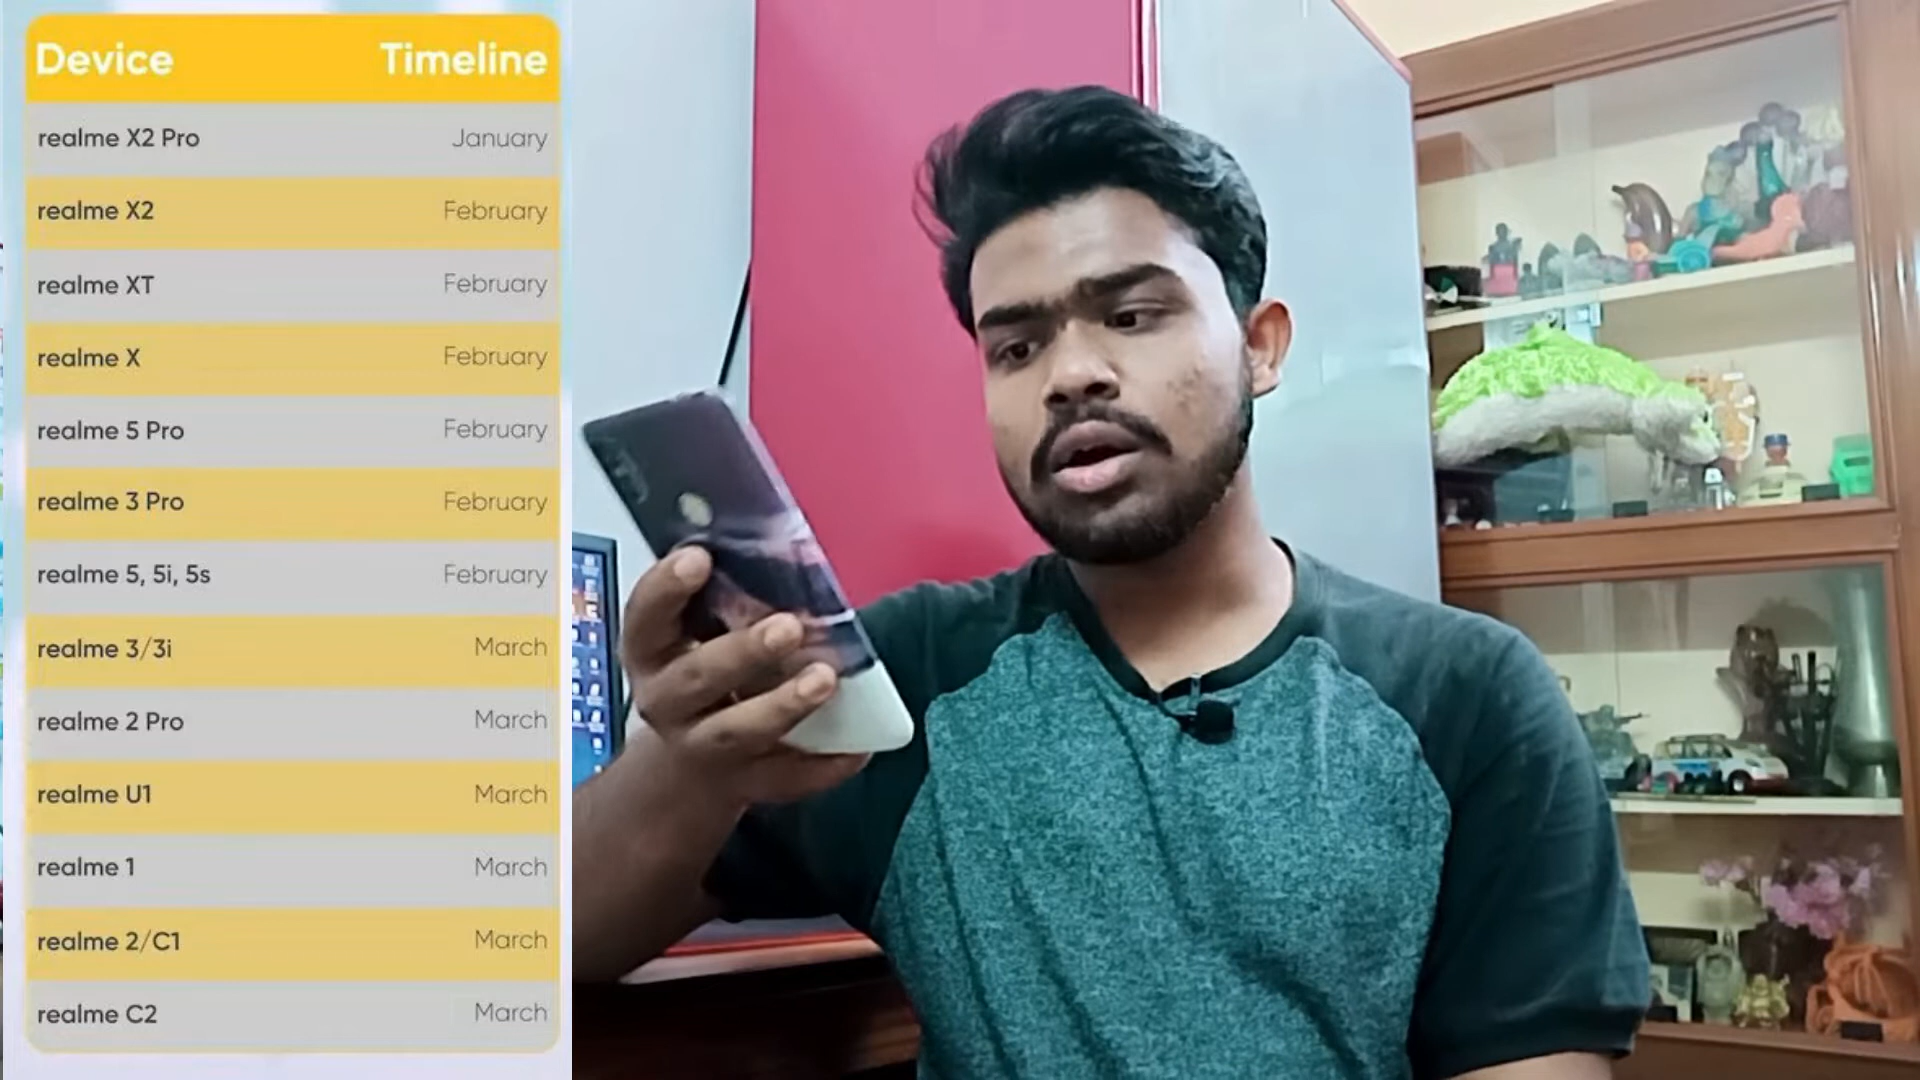 Device Timeline
realme X2 Pro January
realme X2 February
realme XT February
realme X February
realme 5 Pro February
realme 3 Pro February
realme 5, 5i, 5s February
realme 3/3i March
realme 2 Pro March
realme U1 March
realme 1 March
realme 2/C1 March
realme C2 March